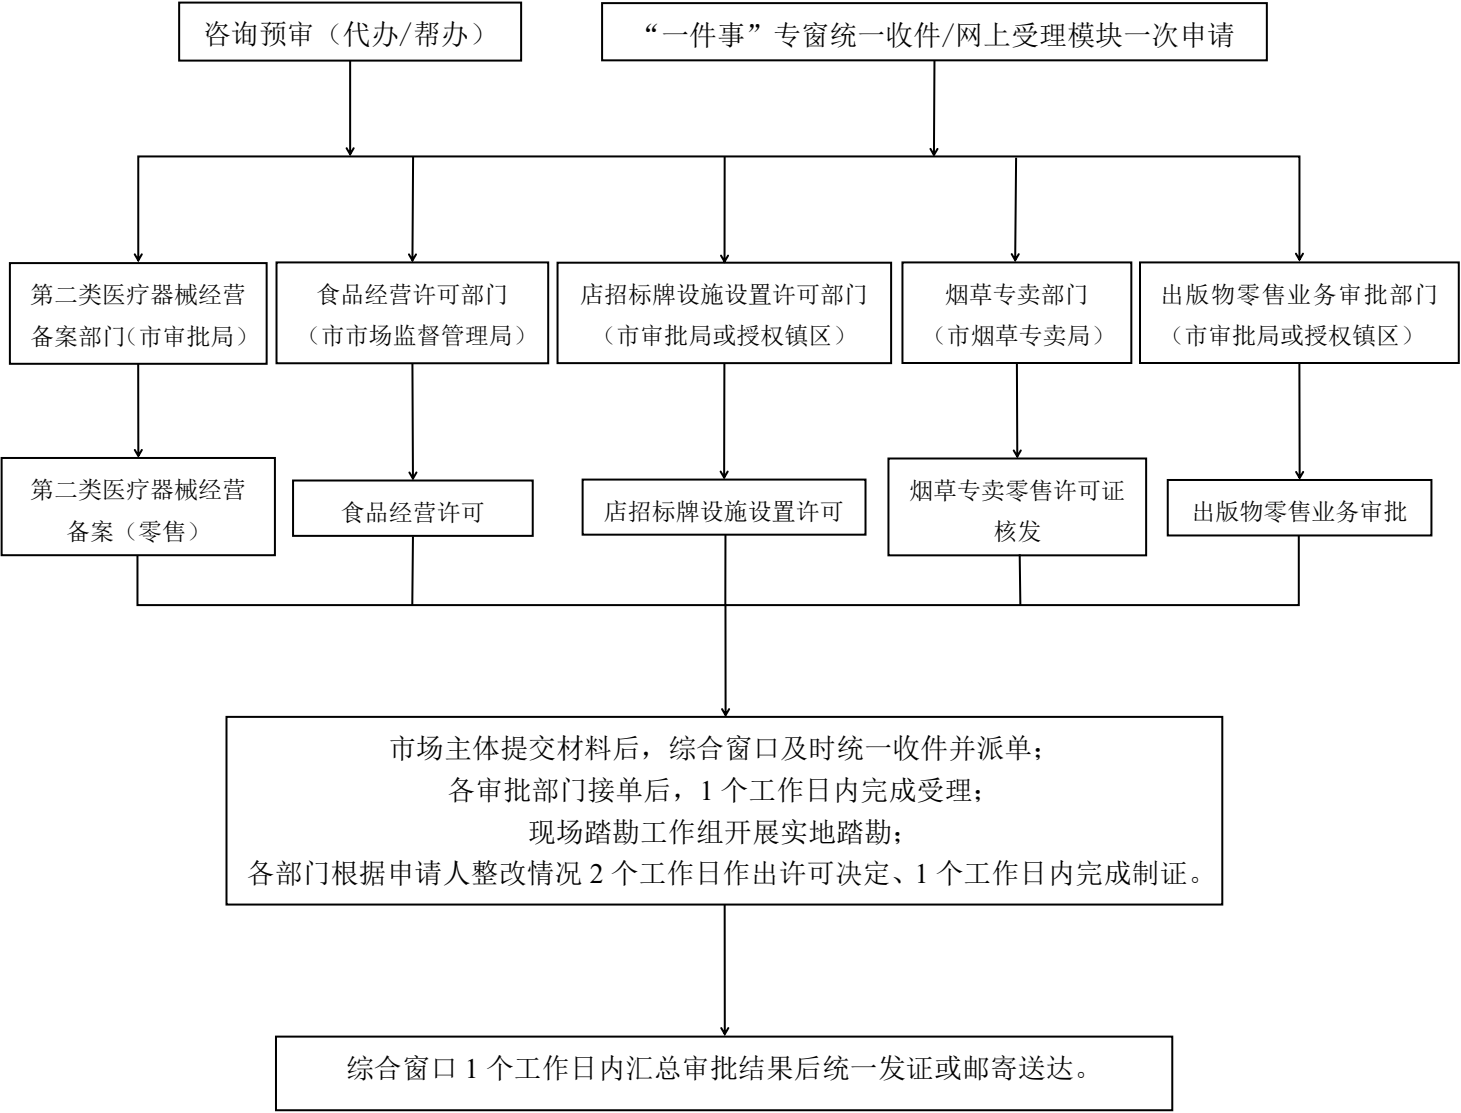 咨询预审（代办/帮办）
“一件事”专窗统一收件/网上受理模块一次申请
第二类医疗器械经营
备案部门（市审批局）
食品经营许可部门
（市市场监督管理局）
店招标牌设施设置许可部门
（市审批局或授权镇区）
烟草专卖部门
（市烟草专卖局）
出版物零售业务审批部门
（市审批局或授权镇区）
第二类医疗器械经营
备案（零售）
食品经营许可
店招标牌设施设置许可
烟草专卖零售许可证
核发
出版物零售业务审批
市场主体提交材料后，综合窗口及时统一收件并派单；
各审批部门接单后，1 个工作日内完成受理；
现场踏勘工作组开展实地踏勘；
各部门根据申请人整改情况 2 个工作日作出许可决定、1 个工作日内完成制证。
综合窗口 1 个工作日内汇总审批结果后统一发证或邮寄送达。